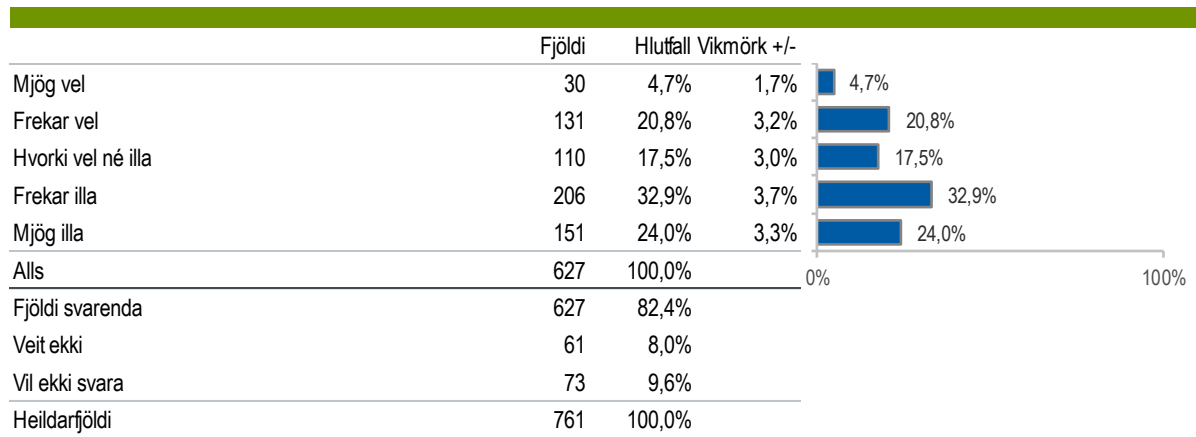 Fjöldi Hlutfall Vikmörk +/-
Mjög vel 30 4,7% 1,7% 4,7%
Frekar vel 131 20,8% 3,2% 20,8%
Hvorki vel né illa 110 17,5% 3,0% 17,5%
Frekar illa 206 32,9% 3,7% 32,9%
Mjög illa 151 24,0% 3,3% 24,0%
Alls 627 100,0% 0% 100%
Fjöldi svarenda 627 82,4%
Veit ekki 61 8,0%
Vil ekki svara 73 9,6%
Heildarfjöldi 761 100,0%